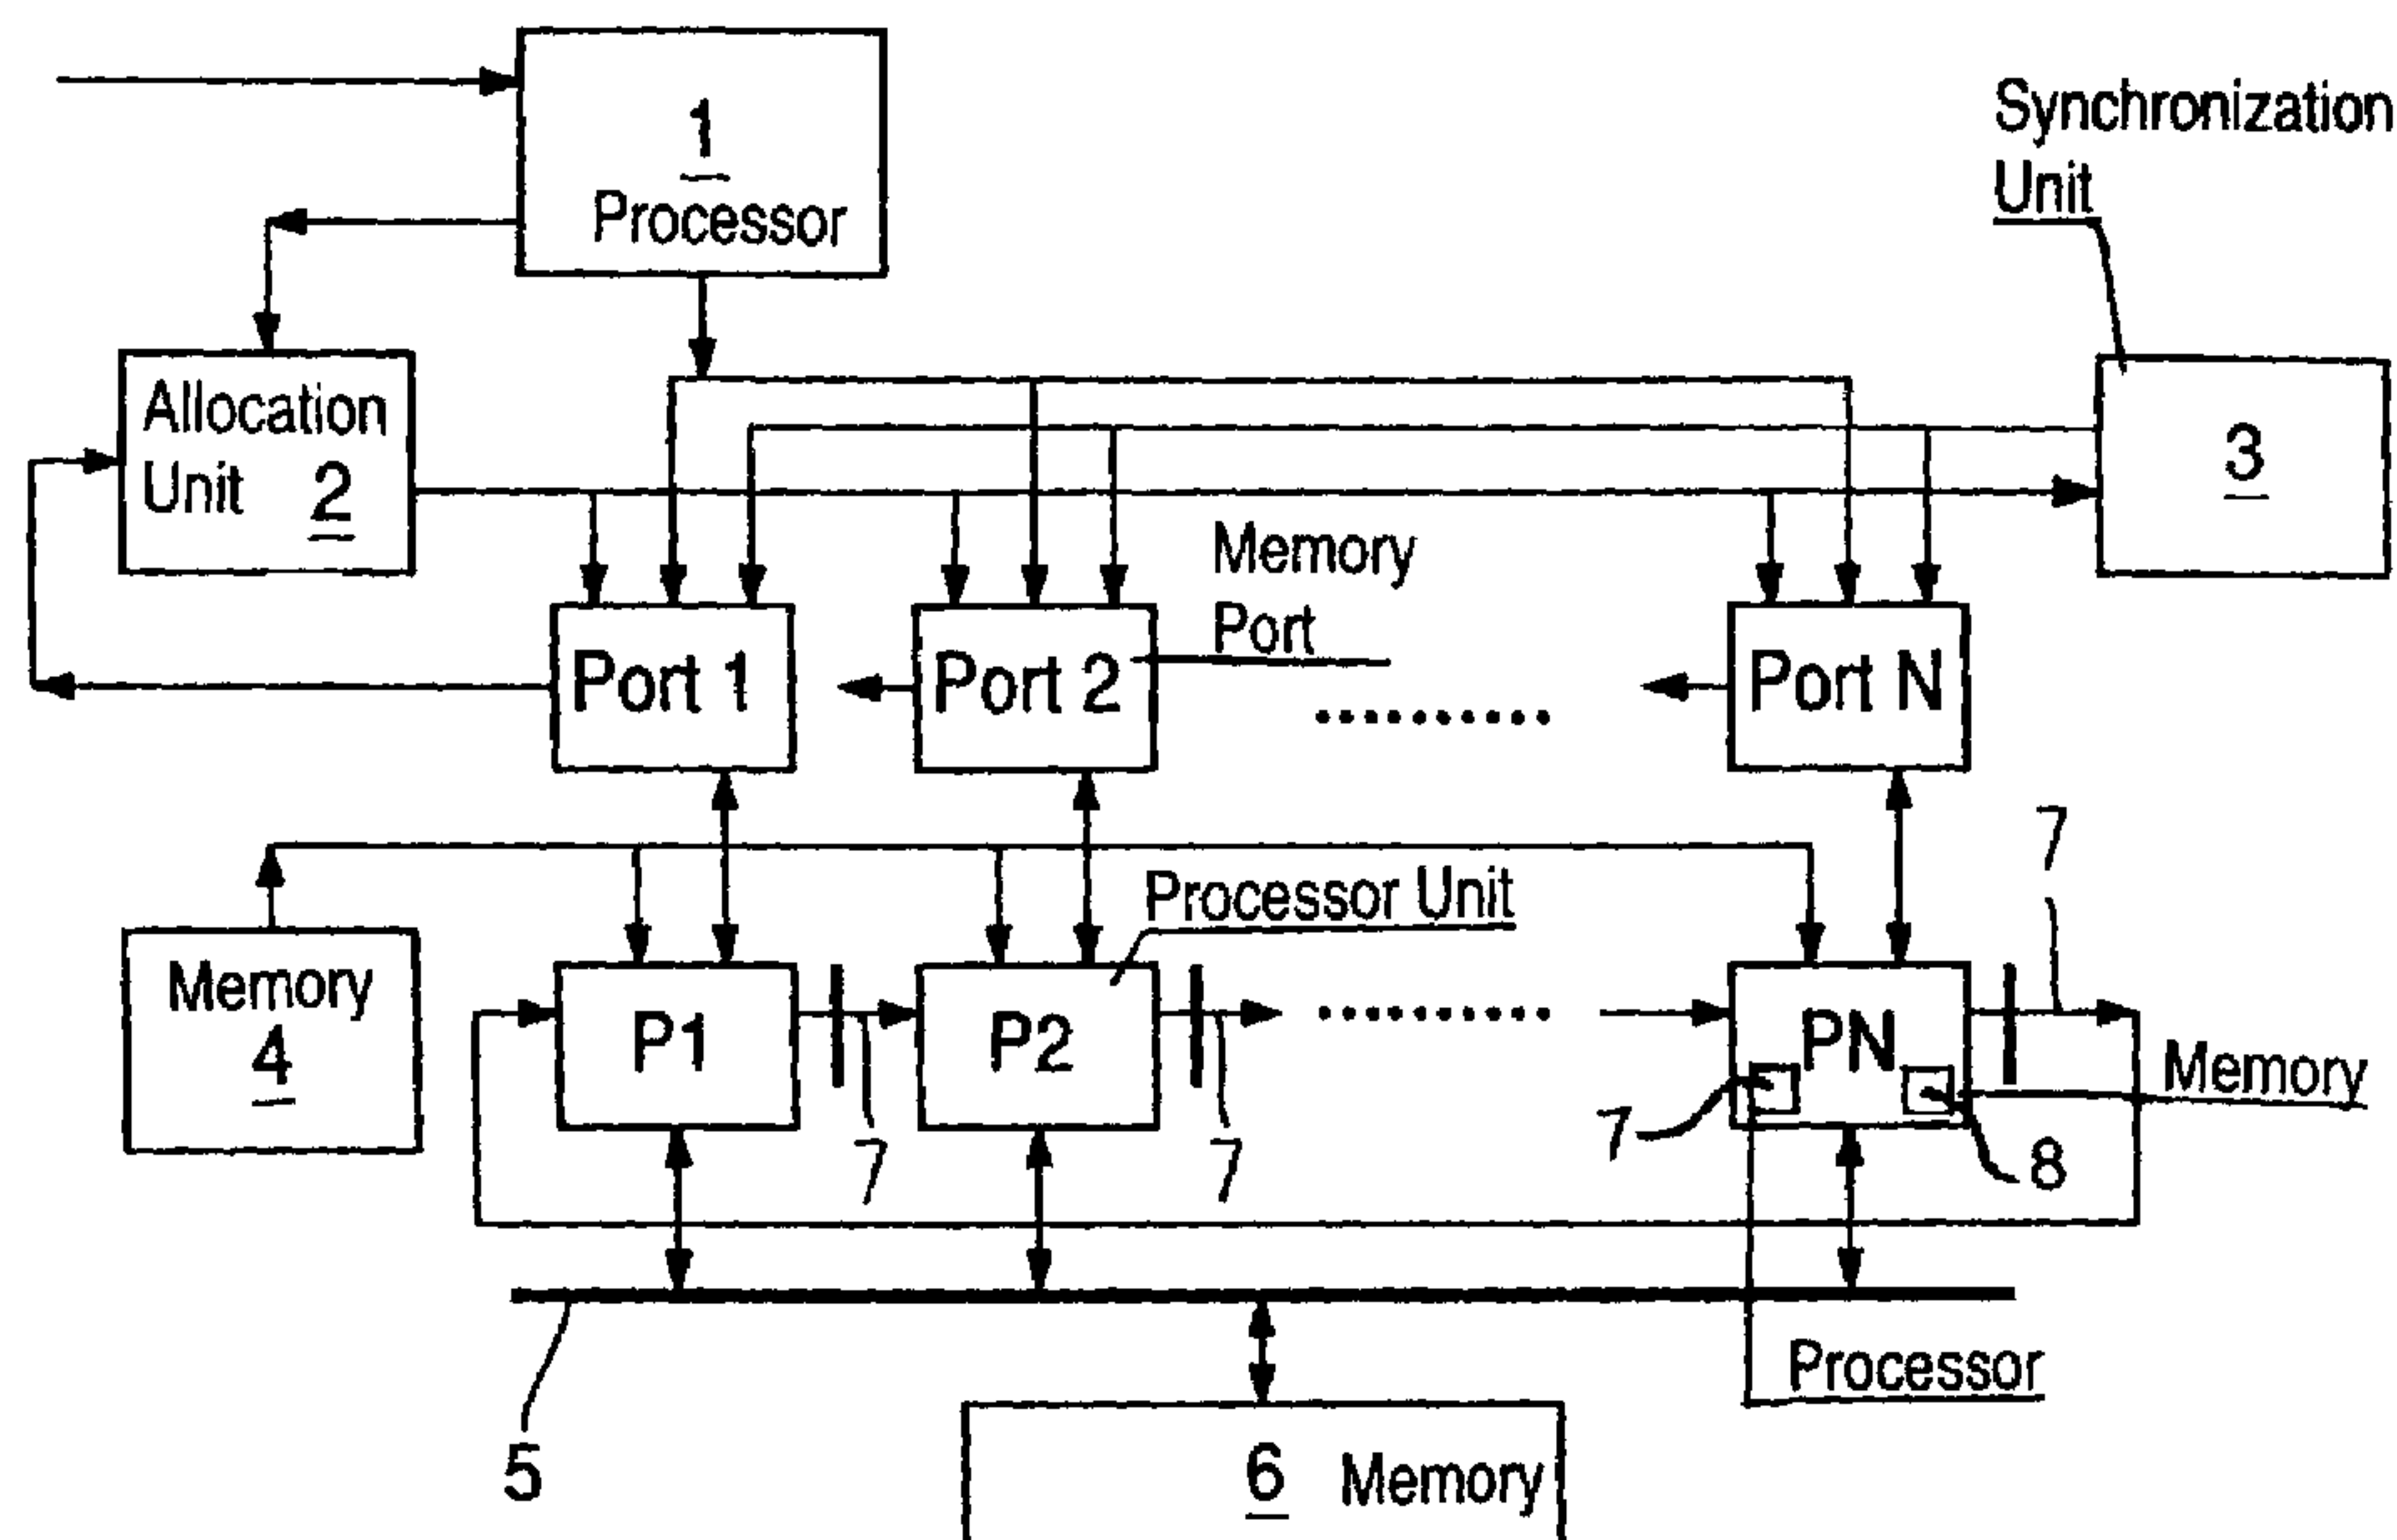 1
Processor
Synchronization
Unit
3
Allocation
Unit 2
Memory
Port
Port 1
Port 2
Port N
7
Processor Unit
Memory
4
P1
P2
PN
Memory
7
7
7
8
Processor
5
6 Memory